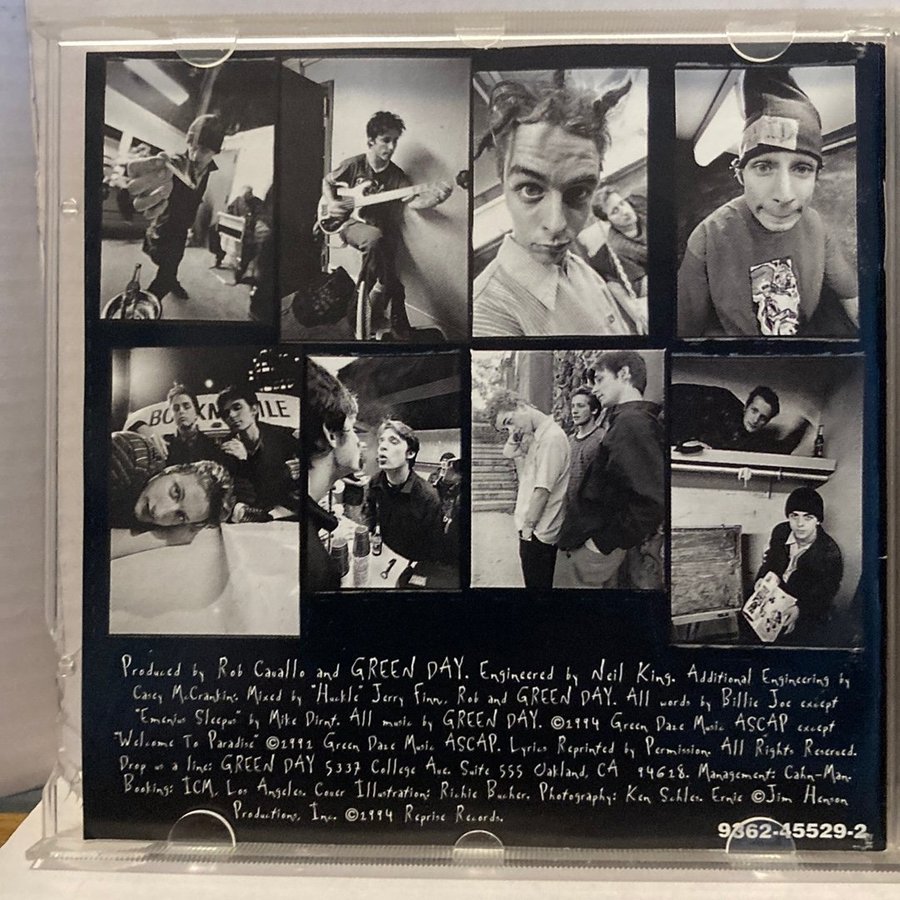 BO KM BILE
Produced by Rob Cavallo and GREEN DAY. Engineered by Neil King. Additional Engineering by
Casey McCrankin. Mixed by "Huckle" Jerry Finn, Rob and GREEN DAY. All words by Billie Joe except
"Emenius Sleepus" by Mike Dirnt. All music by GREEN DAY. ©1994 Green Daze Music ASCAP except
"Welcome To Paradise" ©1992 Green Daze Music ASCAP. Lyrics Reprinted by Permission. All Rights Reserved.
Drop us a line: GREEN DAY 5337 College Ave. Suite 555 Oakland, CA 94618. Management: Cahn-Man.
Booking: ICM, Los Angeles. Cover Illustration: Richie Bucher. Photography: Ken Schles. Ernie ©Jim Henson
Productions, Inc. ©1994 Reprise Records.
9362-45529-2